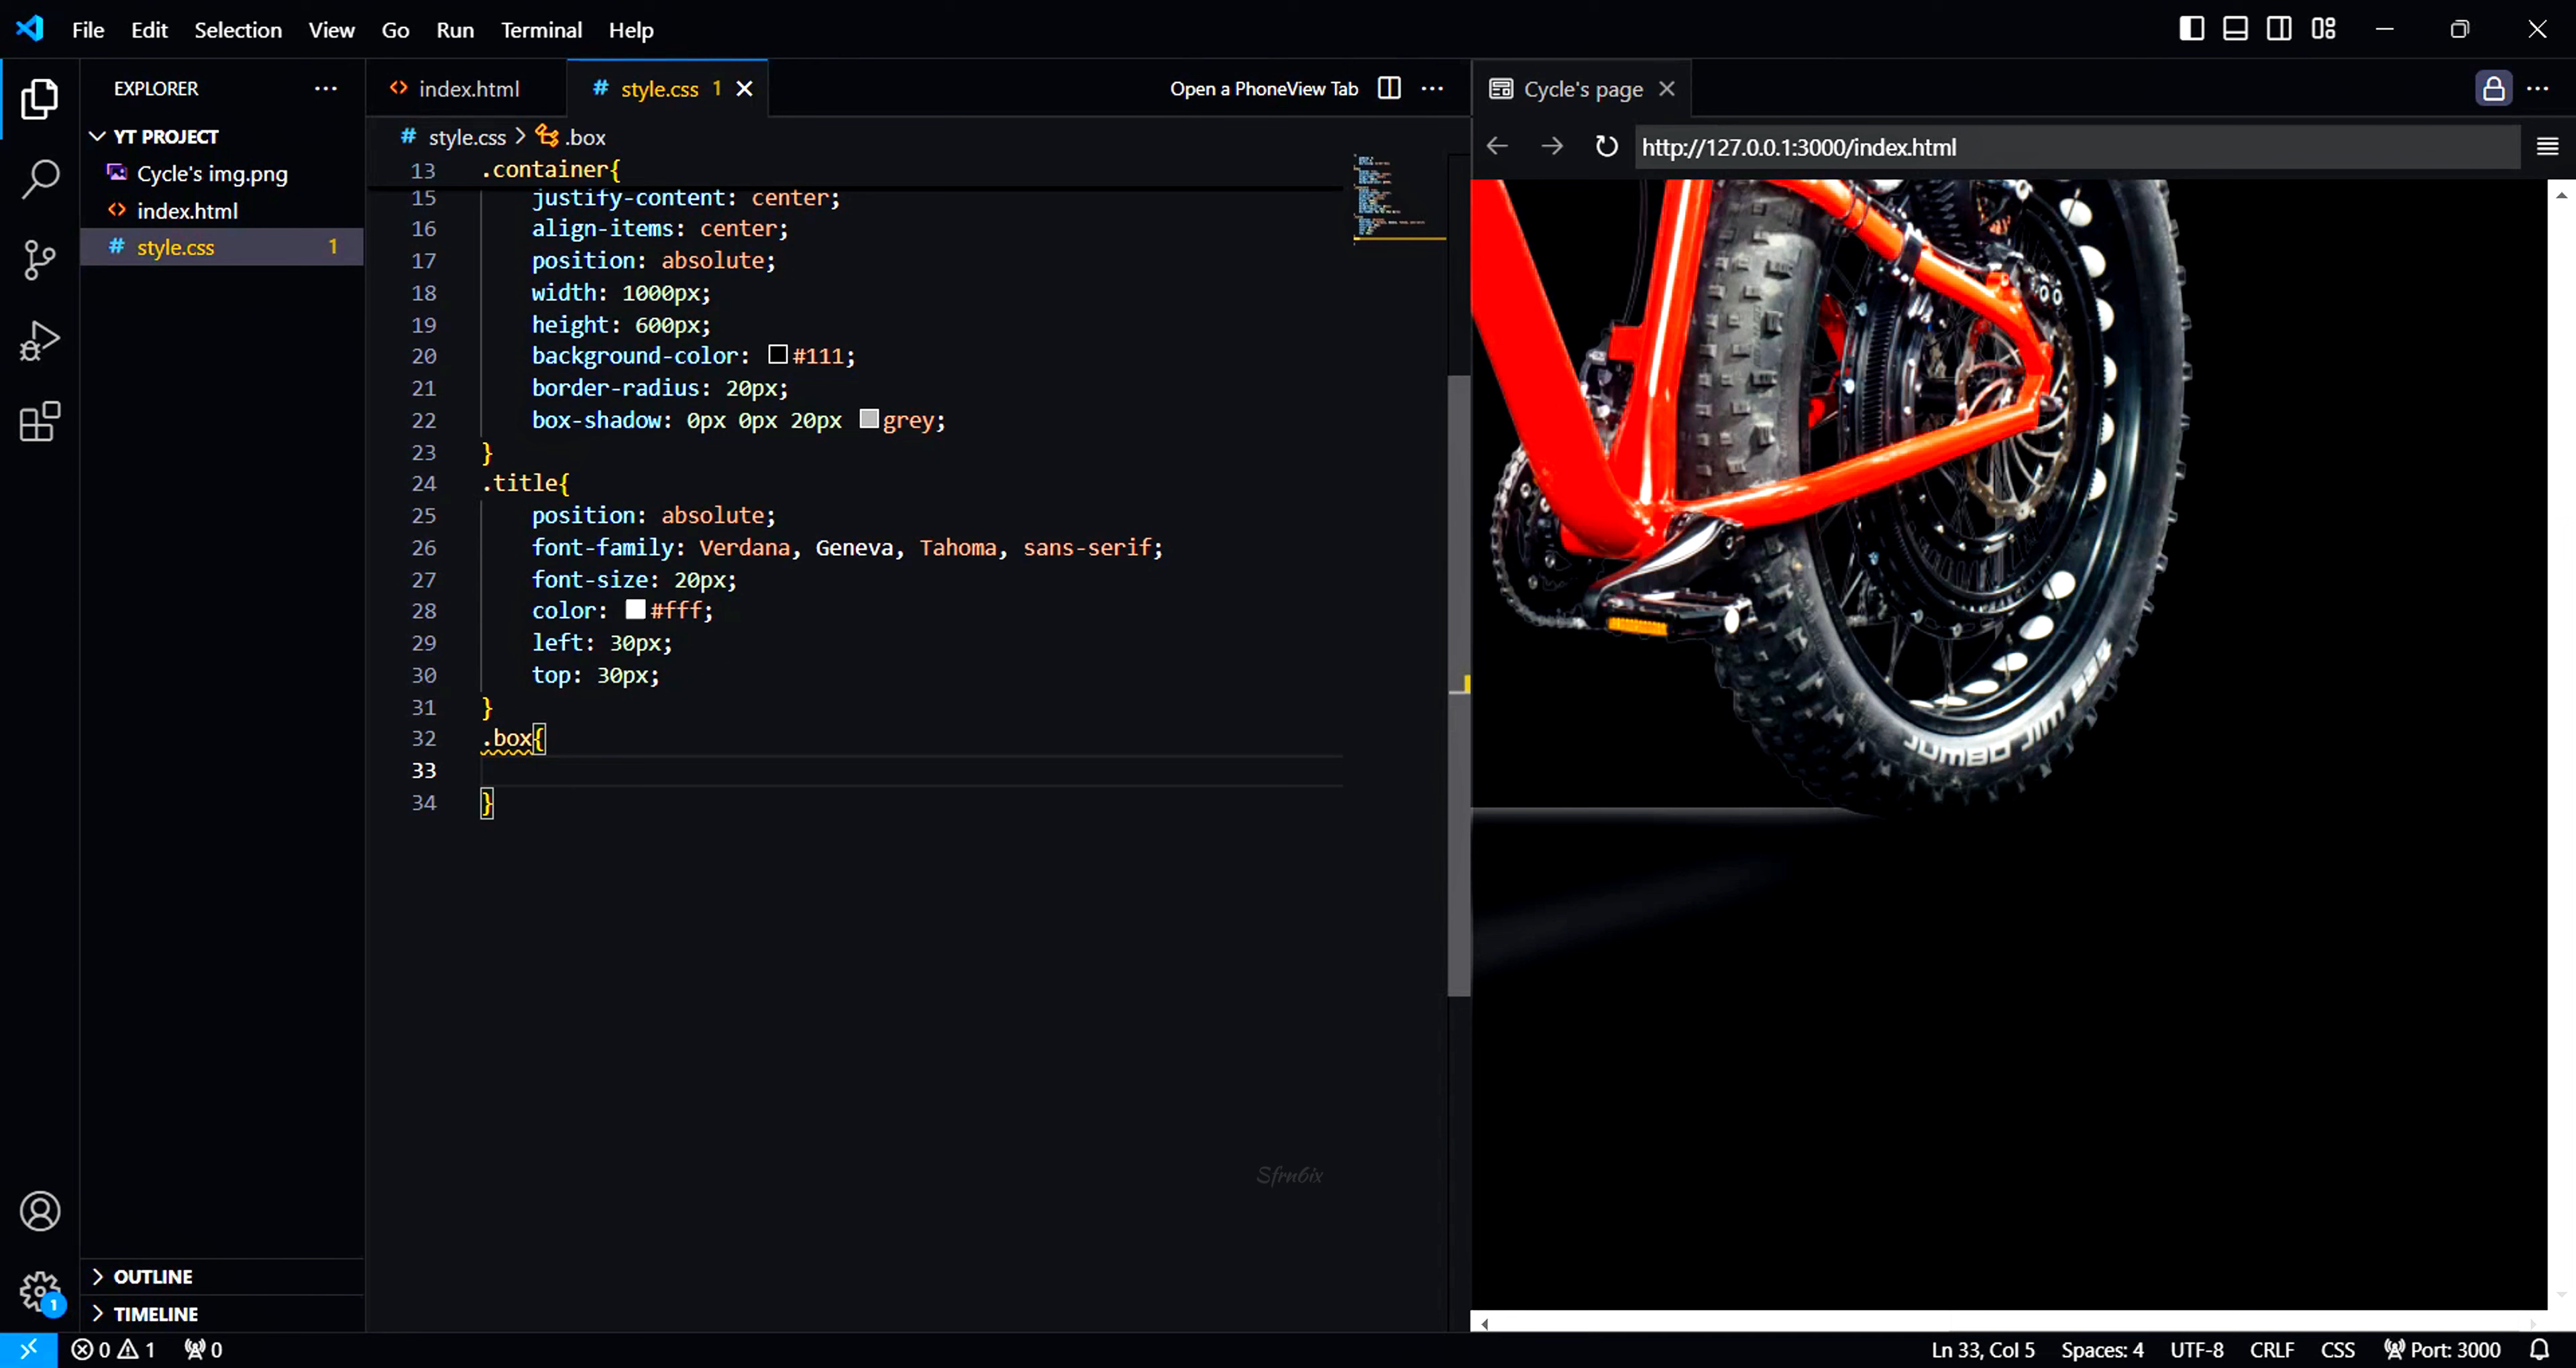 File Edit Selection View Go Run Terminal Help
EXPLORER
YT PROJECT
Cycle's img.png
index.html
style.css 1
OUTLINE
TIMELINE
index.html
style.css 1
Open a PhoneView Tab
style.css > .box
13 .container{
15 justify-content: center;
16 align-items: center;
17 position: absolute;
18 width: 1000px;
19 height: 600px;
20 background-color: #111;
21 border-radius: 20px;
22 box-shadow: 0px 0px 20px grey;
23 }
24 .title{
25 position: absolute;
26 font-family: Verdana, Geneva, Tahoma, sans-serif;
27 font-size: 20px;
28 color: #fff;
29 left: 30px;
30 top: 30px;
31 }
32 .box{
33
34 }
Sfrn6ix
Cycle's page
http://127.0.0.1:3000/index.html
1
0 1 0
Ln 33, Col 5 Spaces: 4 UTF-8 CRLF CSS Port: 3000